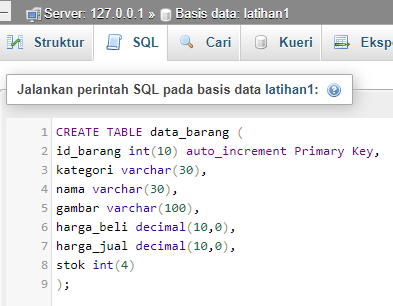 Server: 127.0.0.1 » Basis data: latihan1
Struktur SQL Cari Kueri
Jalankan perintah SQL pada basis data latihan1:
1 CREATE TABLE data_barang (
2 id_barang int(10) auto_increment Primary Key,
3 kategori varchar(30),
4 nama varchar(30),
5 gambar varchar(100),
6 harga_beli decimal(10,0),
7 harga_jual decimal(10,0),
8 stok int(4)
9 );